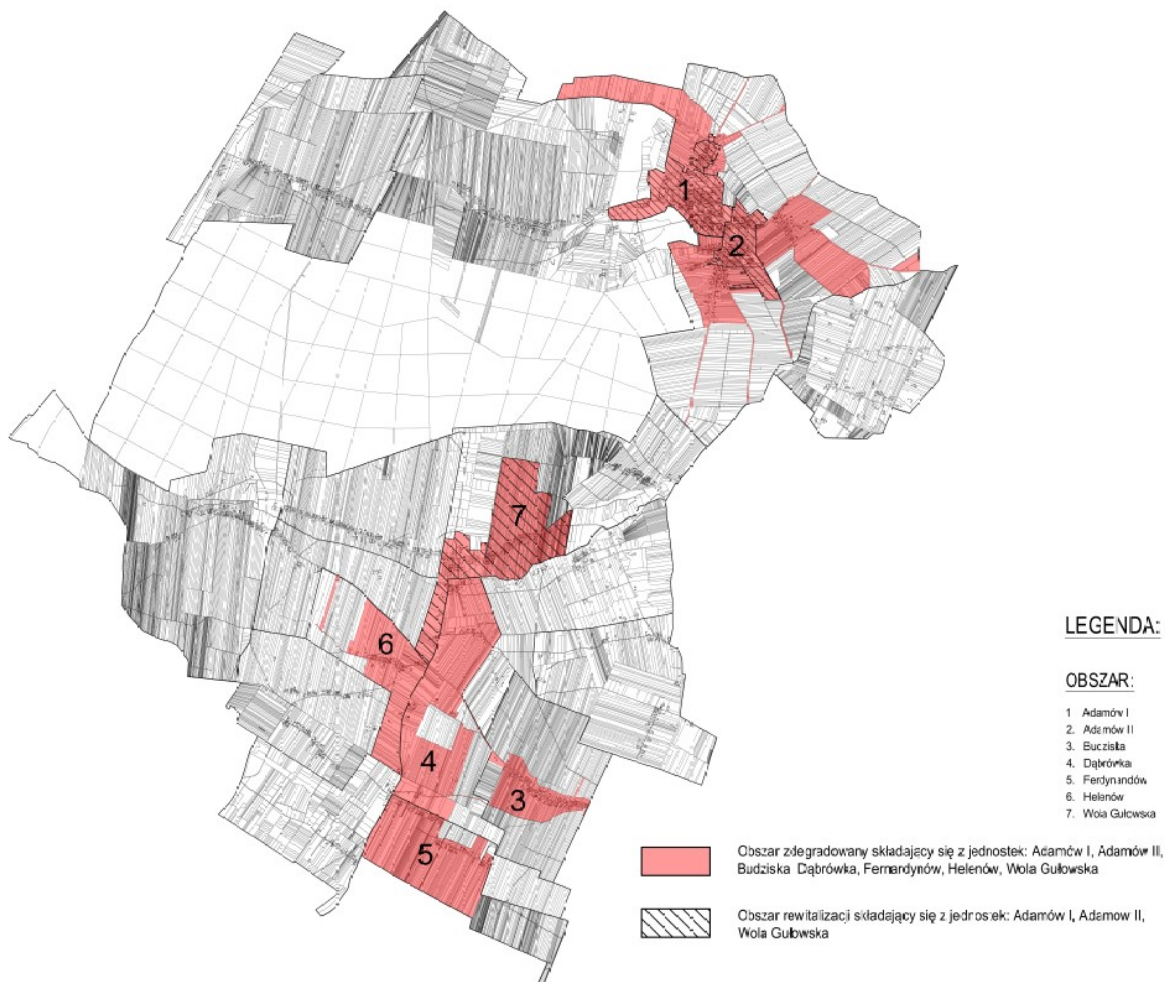 1
2
7
6
4
3
5
LEGENDA:
OBSZAR:
1 Adamów I
2. Adamów II
3. Budziska
4. Dąbrówka
5. Ferdynandów
6. Helenów
7. Wola Gułowska
Obszar zdegradowany składający się z jednostek: Adamów I, Adamów II,
Budziska Dąbrówka, Fernardynów, Helenów, Wola Gułowska
Obszar rewitalizacji składający się z jednostek: Adamów I, Adamow II,
Wola Gułowska